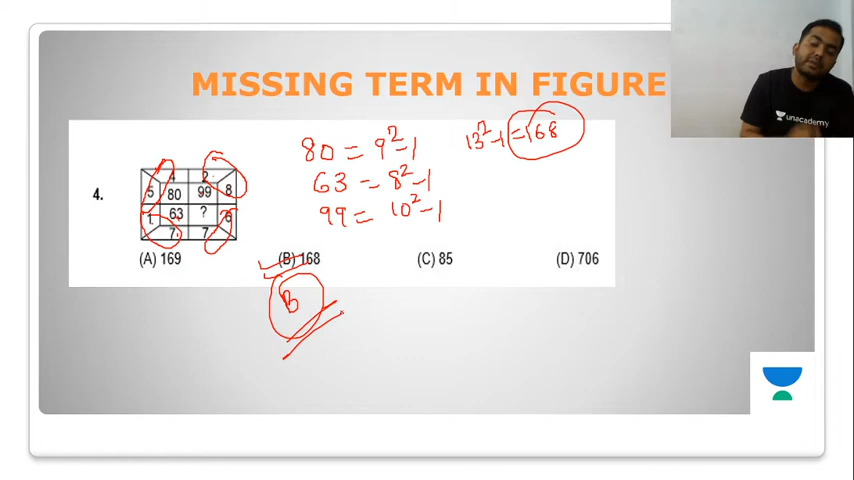 MISSING TERM IN FIGURE
unacademy
80 = 9²-1
13²-1 = 168
63 = 8²-1
99 = 10²-1
4.
4 2
5 80 99 8
1 63 ? 6
7 7
(A) 169 (B) 168 (C) 85 (D) 706
B